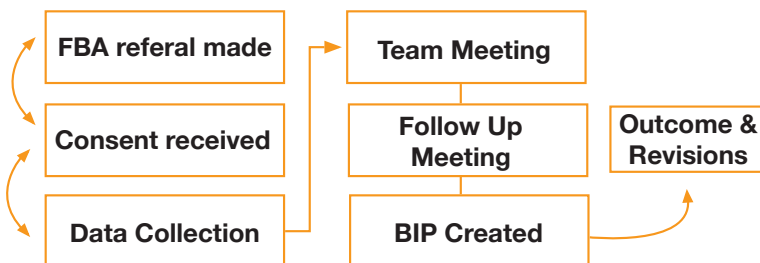 FBA referal made
Consent received
Data Collection
Team Meeting
Follow Up
Meeting
BIP Created
Outcome &
Revisions